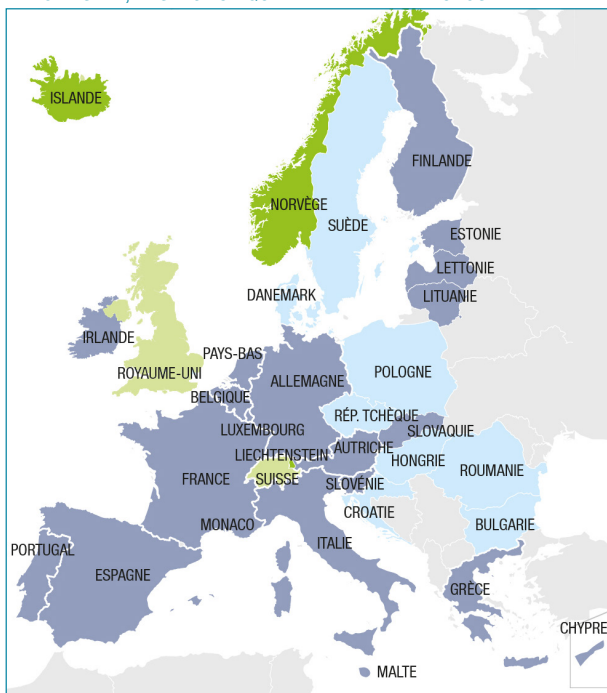 ISLANDE
FINLANDE
NORVÈGE
SUÈDE
ESTONIE
LETTONIE
LITUANIE
DANEMARK
IRLANDE
PAYS-BAS
ROYAUME-UNI
ALLEMAGNE
POLOGNE
BELGIQUE
RÉP. TCHÈQUE
LUXEMBOURG
SLOVAQUIE
AUTRICHE
LIECHTENSTEIN
HONGRIE
ROUMANIE
FRANCE
SUISSE
SLOVÉNIE
CROATIE
MONACO
BULGARIE
ITALIE
PORTUGAL
ESPAGNE
GRÈCE
CHYPRE
MALTE